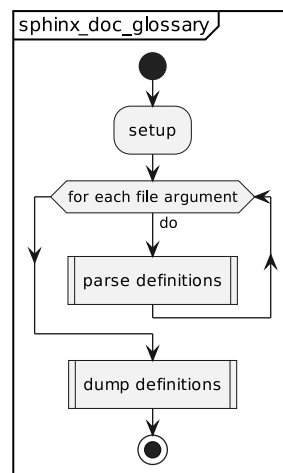 sphinx_doc_glossary
setup
for each file argument
do
parse definitions
dump definitions